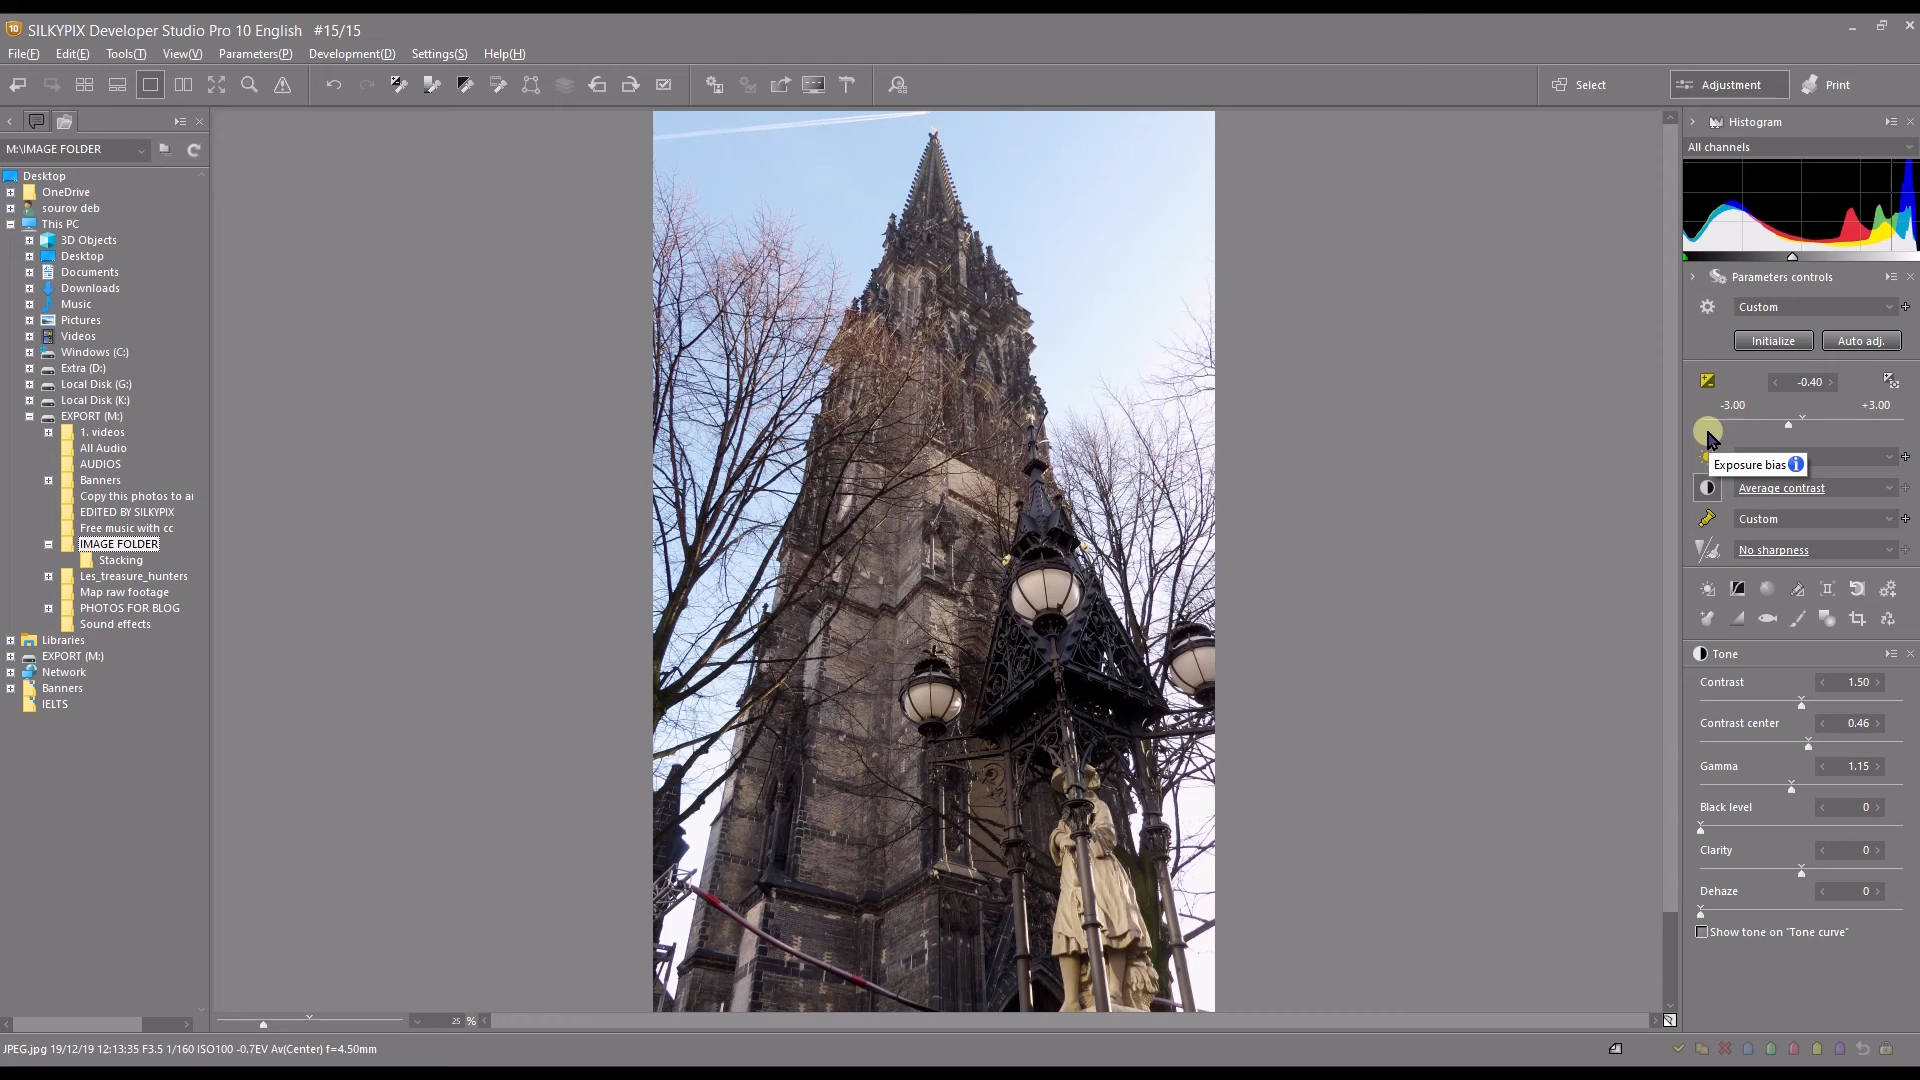 10 SILKYPIX Developer Studio Pro 10 English #15/15
File(F) Edit(E) Tools(T) View(V) Parameters(P) Development(D) Settings(S) Help(H)
Select
Adjustment
Print
M:\IMAGE FOLDER
Desktop
OneDrive
sourov deb
This PC
3D Objects
Desktop
Documents
Downloads
Music
Pictures
Videos
Windows (C:)
Extra (D:)
Local Disk (G:)
Local Disk (K:)
EXPORT (M:)
1. videos
All Audio
AUDIOS
Banners
Copy this photos to ar
EDITED BY SILKYPIX
Free music with cc
IMAGE FOLDER
Stacking
Les_treasure_hunters
Map raw footage
PHOTOS FOR BLOG
Sound effects
Libraries
EXPORT (M:)
Network
Banners
IELTS
Histogram
All channels
Parameters controls
Custom
Initialize Auto adj.
-0.40
-3.00 +3.00
Exposure bias
Average contrast
Custom
No sharpness
Tone
Contrast 1.50
Contrast center 0.46
Gamma 1.15
Black level 0
Clarity 0
Dehaze 0
Show tone on "Tone curve"
25 %
JPEG.jpg 19/12/19 12:13:35 F3.5 1/160 ISO100 -0.7EV Av(Center) f=4.50mm